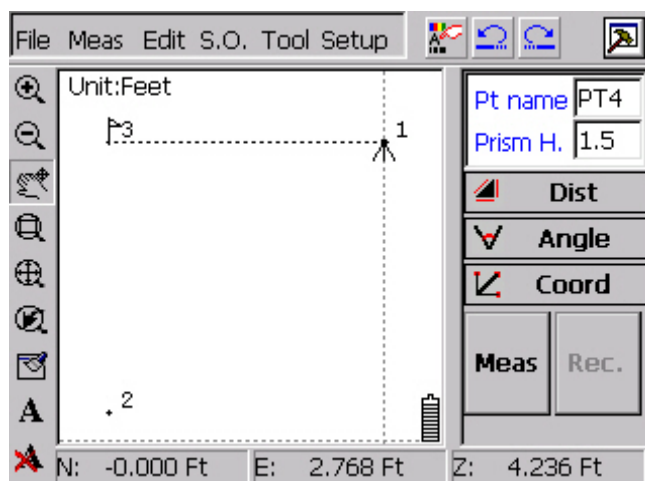 File Meas Edit S.O. Tool Setup
Unit:Feet
Pt name PT4
3
1
Prism H. 1.5
Dist
Angle
Coord
Meas Rec.
2
A
N: -0.000 Ft E: 2.768 Ft Z: 4.236 Ft